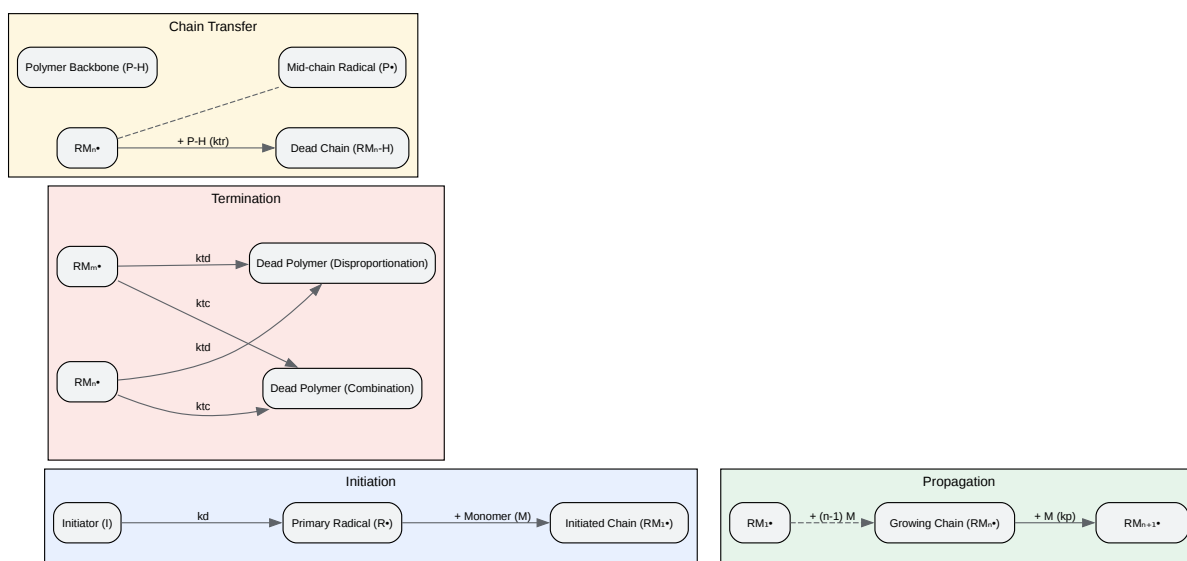 Chain Transfer
Polymer Backbone (P-H)
Mid-chain Radical (P•)
RMₙ•
+ P-H (ktr)
Dead Chain (RMₙ-H)
Termination
RMₘ•
ktd
Dead Polymer (Disproportionation)
ktc
ktd
RMₙ•
ktc
Dead Polymer (Combination)
Initiation
Initiator (I)
kd
Primary Radical (R•)
+ Monomer (M)
Initiated Chain (RM₁•)
Propagation
RM₁•
+ (n-1) M
Growing Chain (RMₙ•)
+ M (kp)
RMₙ₊₁•